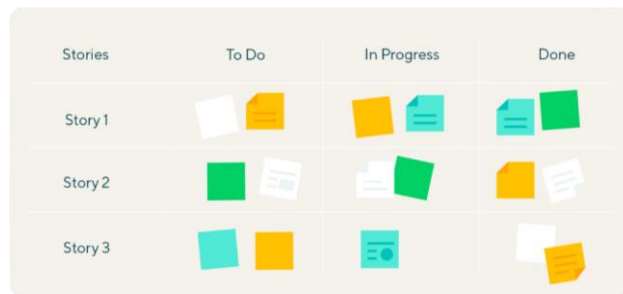 Stories To Do In Progress Done
Story 1
Story 2
Story 3